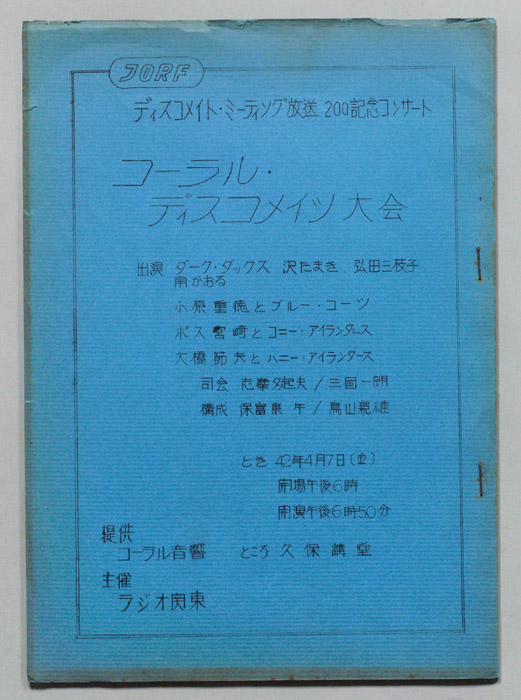 JORF
ディスコメイト・ミーティング放送 200記念コンサート
コーラル・
ディスコメイツ大会
出演 ダーク・ダックス 沢たまき 弘田三枝子
南かおる
小原重徳とブルー・コーツ
ポス宮崎とコニー・アイランダース
大橋節夫とハニー・アイランダース
司会 志摩夕起夫/三国一朗
構成 保富康午/鳥山親雄
とき 42年4月7日(金)
開場午後6時
開演午後6時50分
提供
コーラル音響 ところ 久保講堂
主催
ラジオ関東